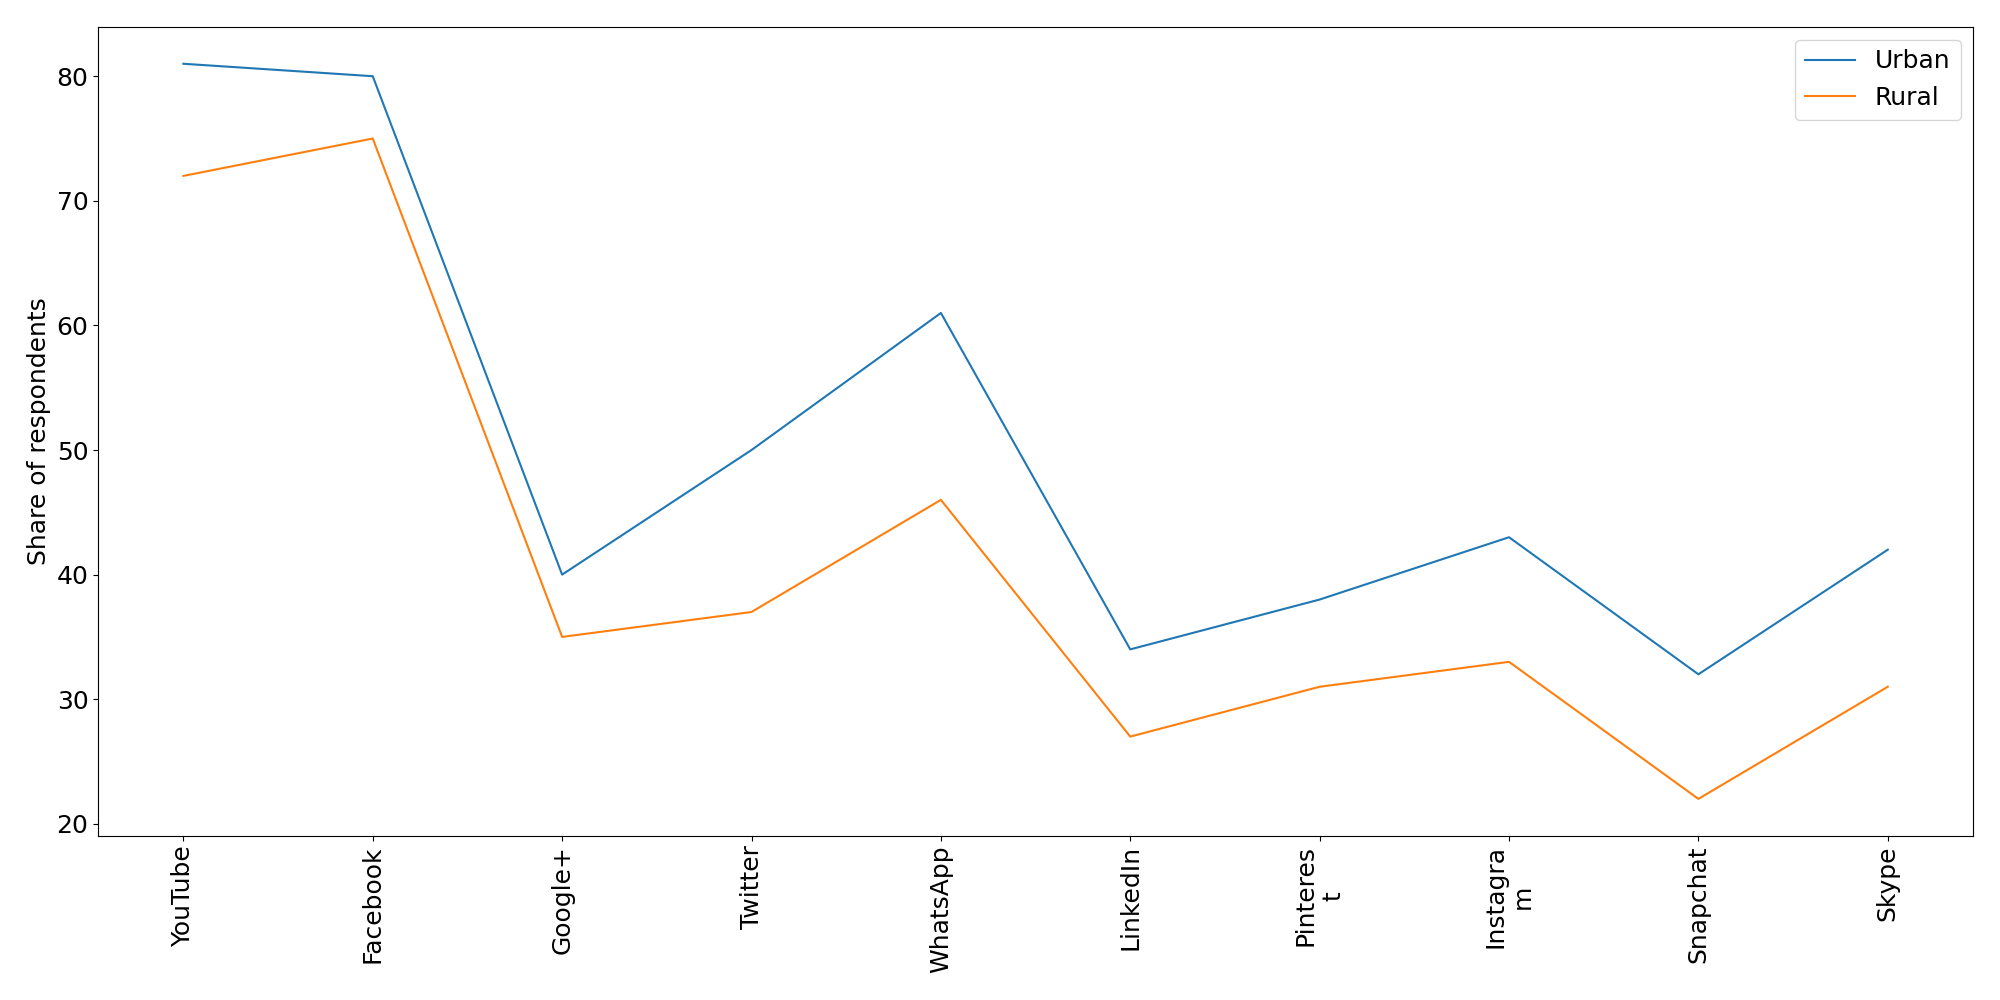 Urban
Rural
Share of respondents
80
70
60
50
40
30
20
YouTube
Facebook
Google+
Twitter
WhatsApp
LinkedIn
Pinteres
t
Instagra
m
Snapchat
Skype